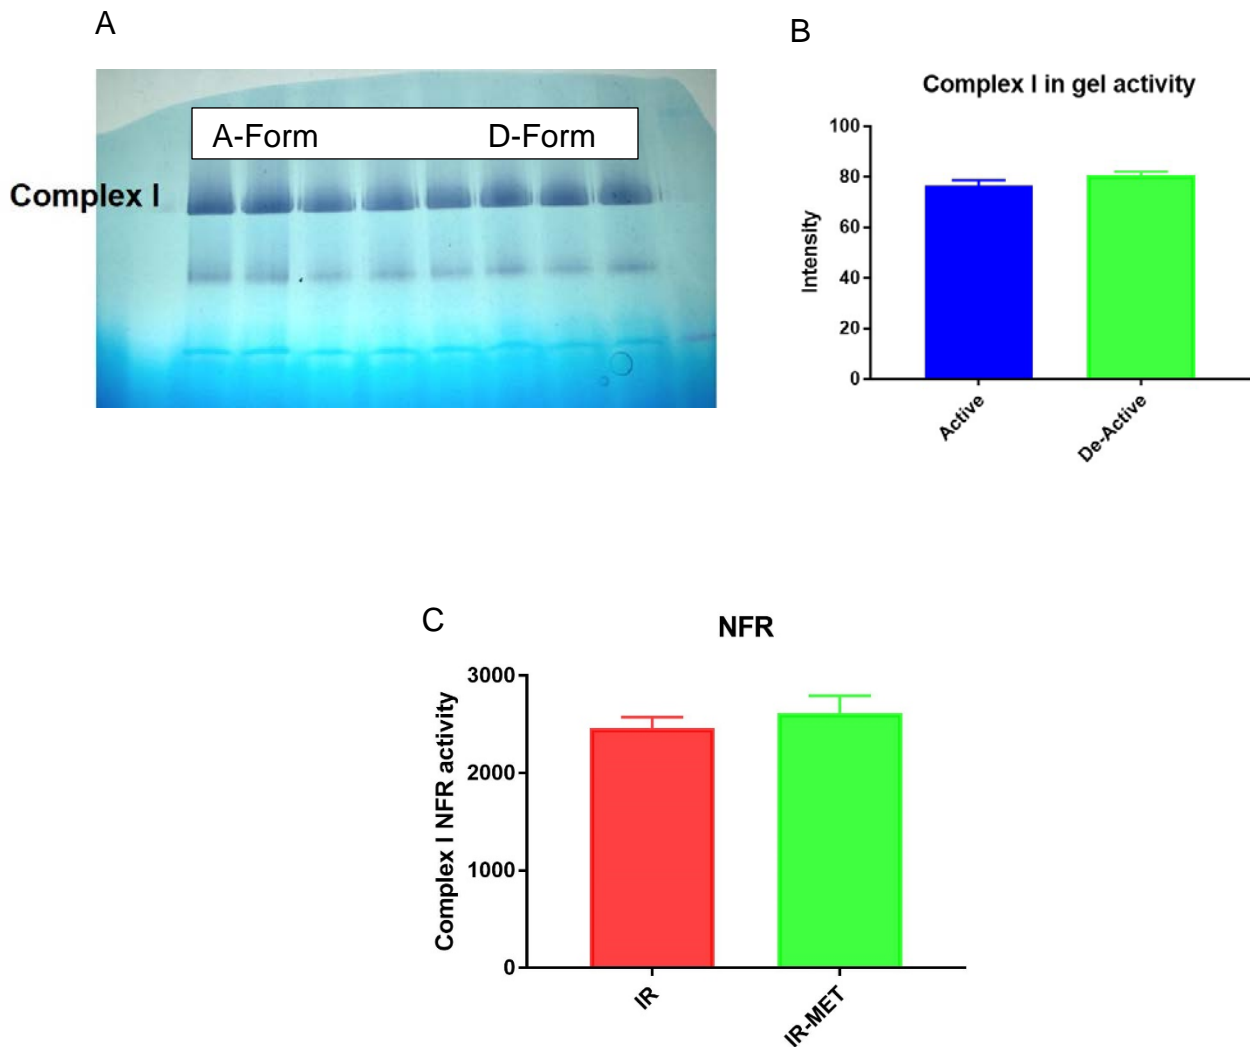 A
A-Form D-Form
Complex I
B
Complex I in gel activity
Intensity
100
80
60
40
20
0
Active
De-Active
C
NFR
Complex I NFR activity
3000
2000
1000
0
IR
IR-MET